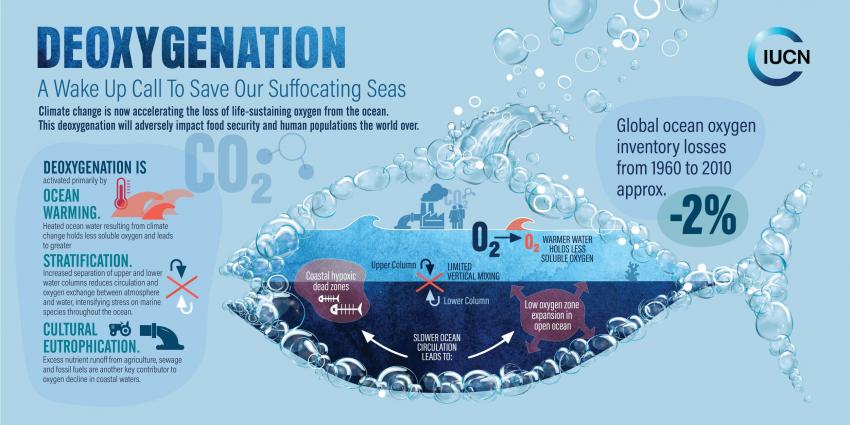 DEOXYGENATION
A Wake Up Call To Save Our Suffocating Seas
Climate change is now accelerating the loss of life-sustaining oxygen from the ocean.
This deoxygenation will adversely impact food security and human populations the world over.
IUCN
CO2
DEOXYGENATION IS
activated primarily by
OCEAN
WARMING.
Heated ocean water resulting from climate
change holds less soluble oxygen and leads
to greater
STRATIFICATION.
Increased separation of upper and lower
water columns reduces circulation and
oxygen exchange between atmosphere
and water, intensifying stress on marine
species throughout the ocean.
CULTURAL
EUTROPHICATION.
Excess nutrient runoff from agriculture, sewage
and fossil fuels are another key contributor to
oxygen decline in coastal waters.
Global ocean oxygen
inventory losses
from 1960 to 2010
approx.
-2%
CO2
O2
O2
WARMER WATER
HOLDS LESS
SOLUBLE OXYGEN
Coastal hypoxic
dead zones
Upper Column
LIMITED
VERTICAL MIXING
Lower Column
Low oxygen zone
expansion in
open ocean
SLOWER OCEAN
CIRCULATION
LEADS TO: